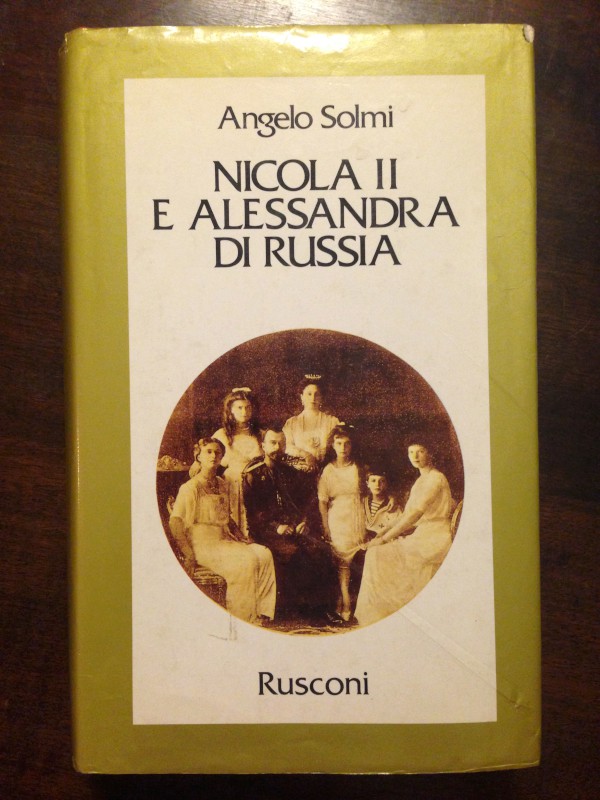 Angelo Solmi
NICOLA II
E ALESSANDRA
DI RUSSIA
Rusconi